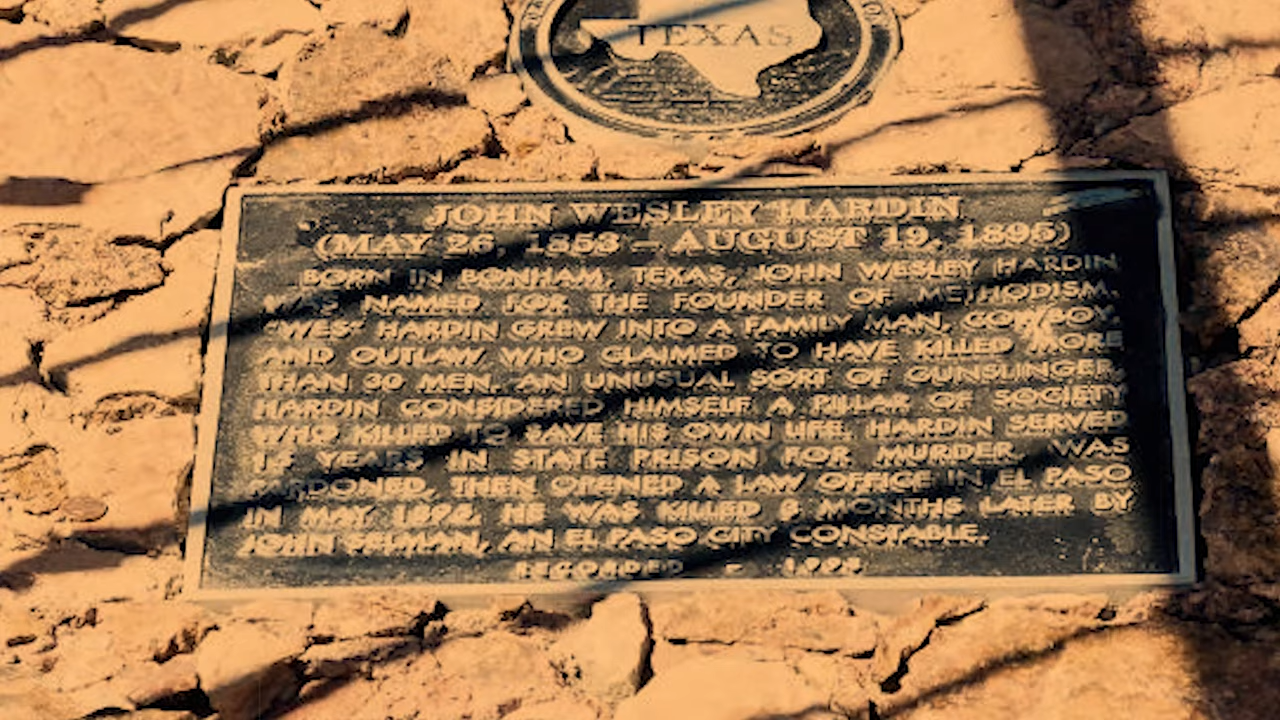 TEXAS
JOHN WESLEY HARDIN
(MAY 26, 1853 – AUGUST 19, 1895)
BORN IN BONHAM, TEXAS, JOHN WESLEY HARDIN
WAS NAMED FOR THE FOUNDER OF METHODISM.
"WES" HARDIN GREW INTO A FAMILY MAN, COWBOY,
AND OUTLAW WHO CLAIMED TO HAVE KILLED MORE
THAN 30 MEN. AN UNUSUAL SORT OF GUNSLINGER,
HARDIN CONSIDERED HIMSELF A PILLAR OF SOCIETY
WHO KILLED TO SAVE HIS OWN LIFE. HARDIN SERVED
YEARS IN STATE PRISON FOR MURDER, WAS
PARDONED, THEN OPENED A LAW OFFICE IN EL PASO
IN MAY, HE WAS KILLED MONTHS LATER BY
JOHN SELMAN, AN EL PASO CITY CONSTABLE.
RECORDED –